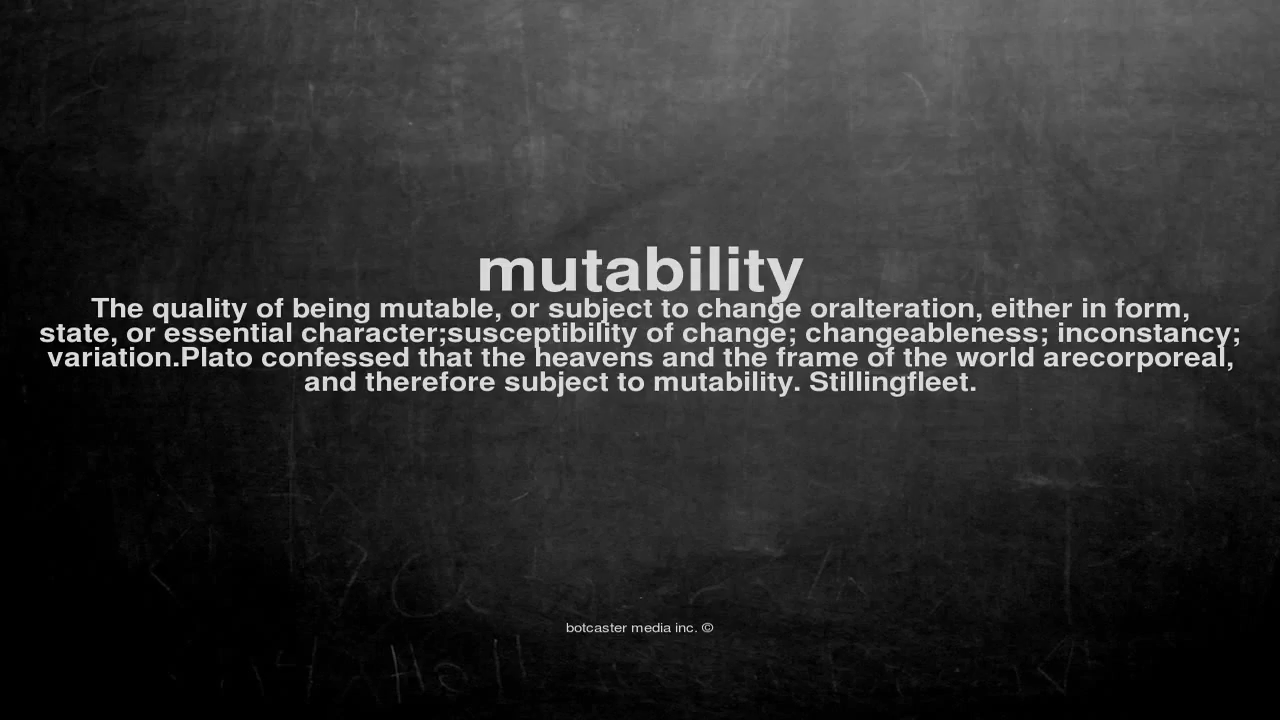 mutability
The quality of being mutable, or subject to change oralteration, either in form,
state, or essential character;susceptibility of change; changeableness; inconstancy;
variation.Plato confessed that the heavens and the frame of the world arecorporeal,
and therefore subject to mutability. Stillingfleet.
botcaster media inc. ©